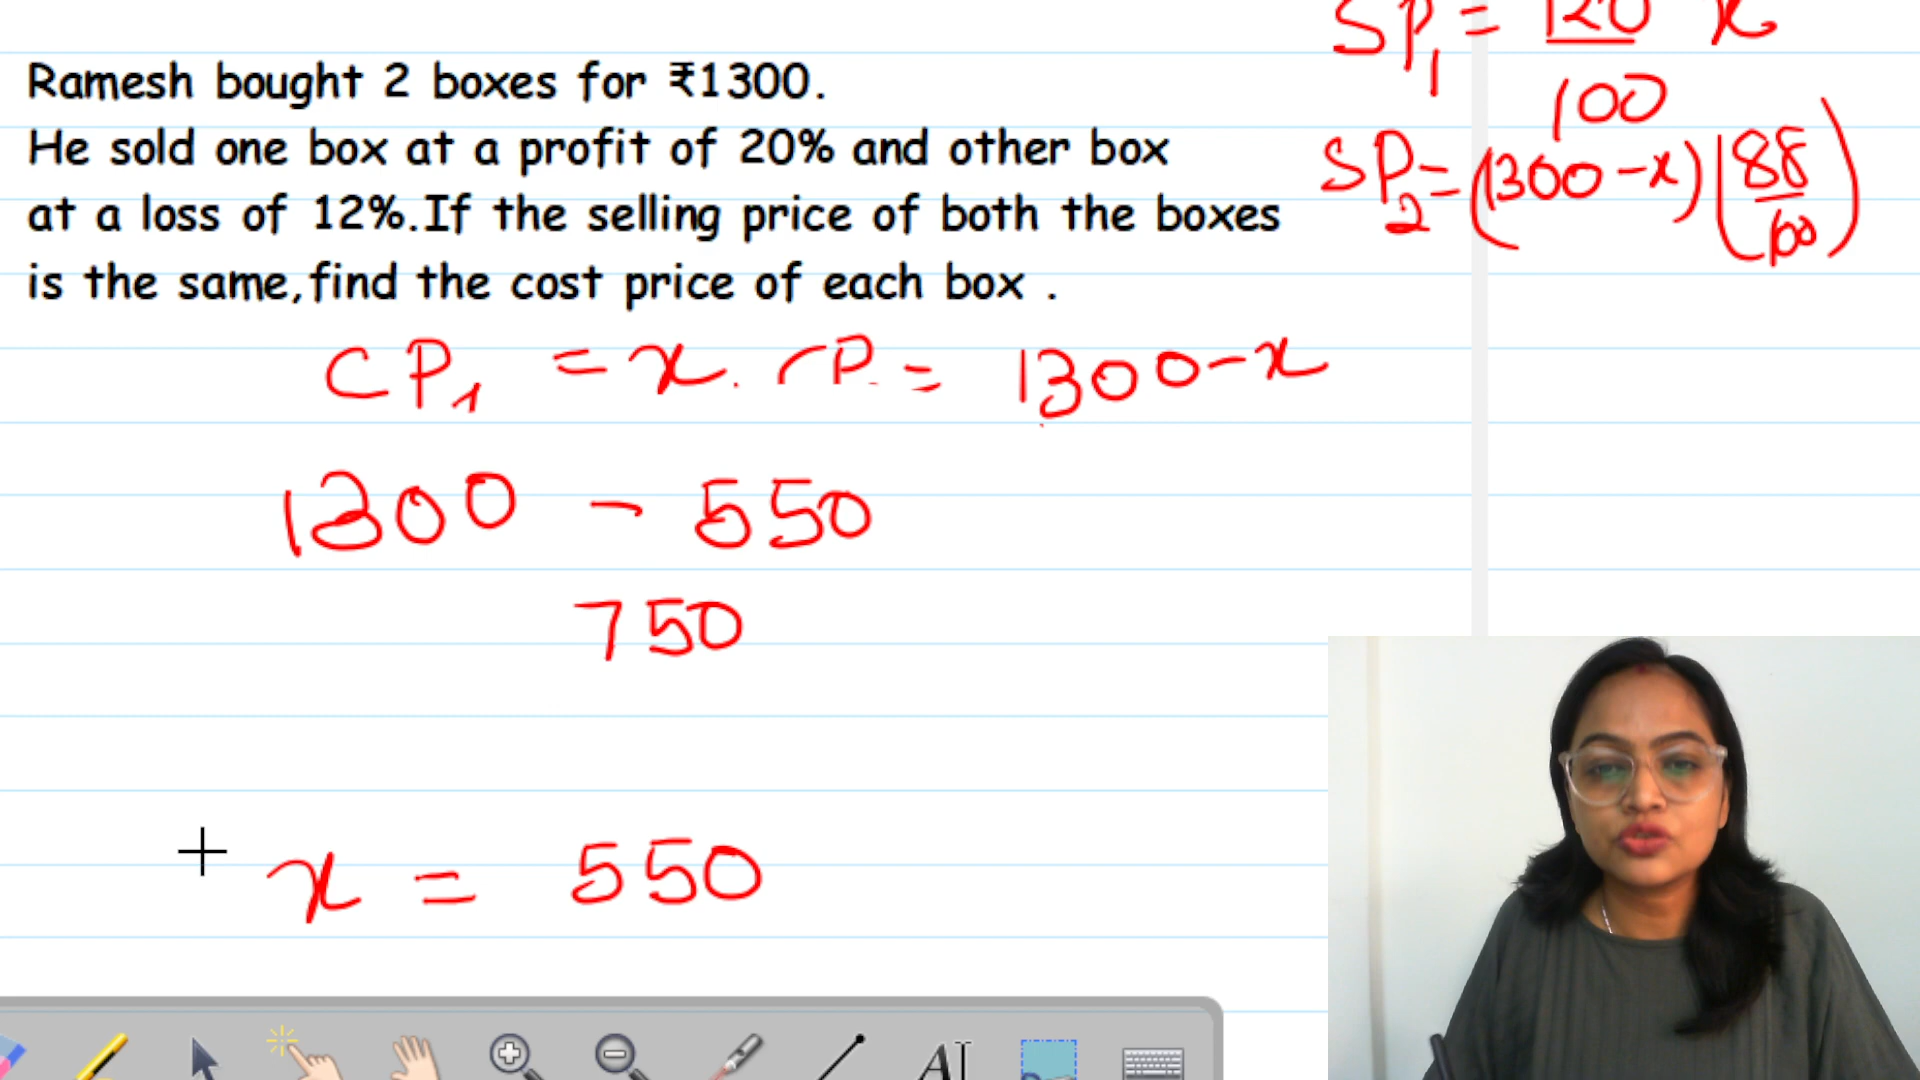 Ramesh bought 2 boxes for ₹1300.
He sold one box at a profit of 20% and other box
at a loss of 12%.If the selling price of both the boxes
is the same,find the cost price of each box .
SP₁ = 120/100 x
SP₂ = (1300-x) (88/100)
CP₁ = x. CP = 1300-x
1300 - 550
750
x = 550
AI